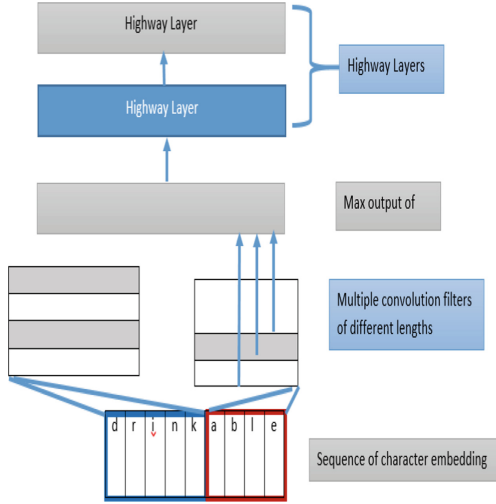 Highway Layer
Highway Layers
Highway Layer
Max output of
Multiple convolution filters
of different lengths
d r i n k a b l e
Sequence of character embedding